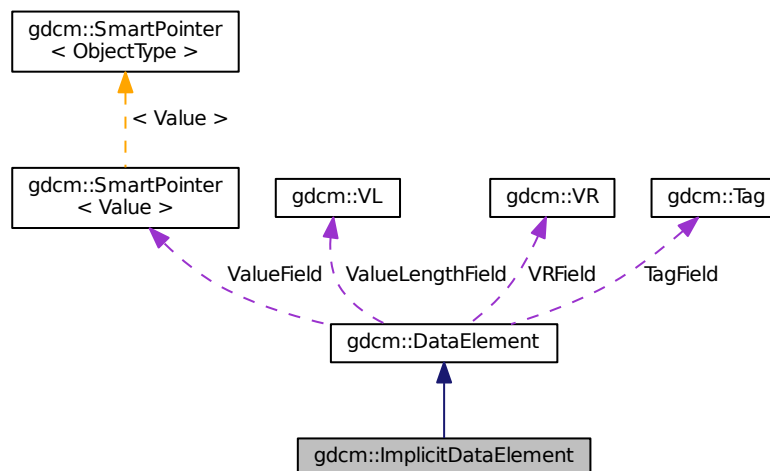 gdcm::SmartPointer
< ObjectType >
< Value >
gdcm::SmartPointer
< Value >
gdcm::VL
gdcm::VR
gdcm::Tag
ValueField
ValueLengthField
VRField
TagField
gdcm::DataElement
gdcm::ImplicitDataElement